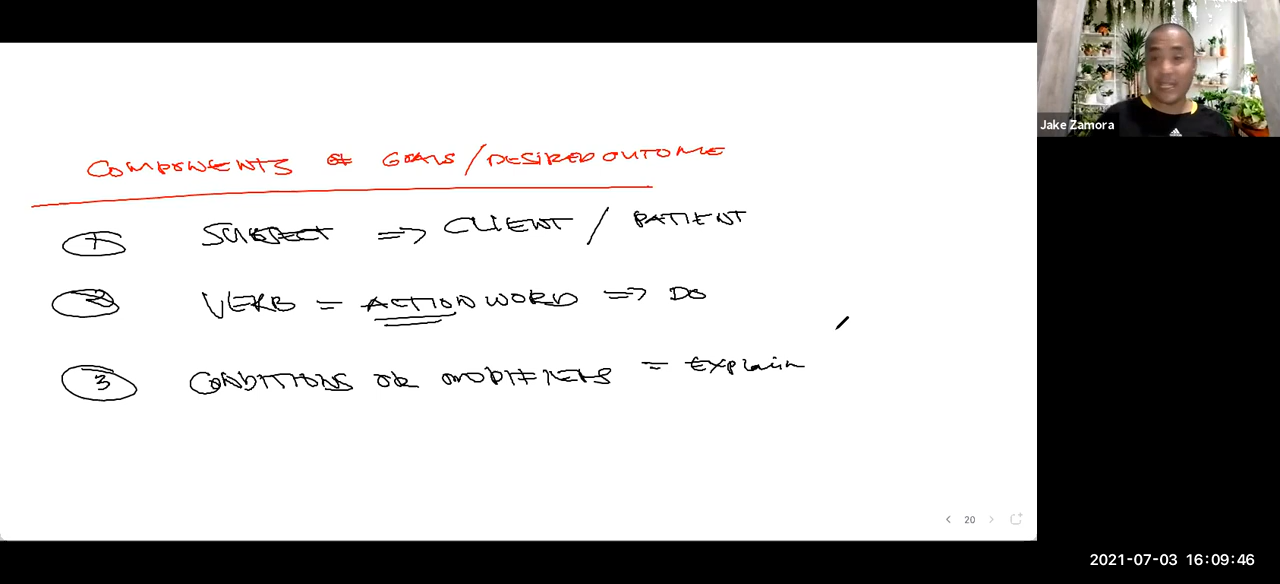 COMPONENTS OF GOALS/DESIRED OUTOME
1 SUBJECT => CLIENT / PATIENT
2 VERB = ACTION WORD => DO
3 CONDITIONS OR MODIFIERS = Explain
Jake Zamora
20
2021-07-03 16:09:46